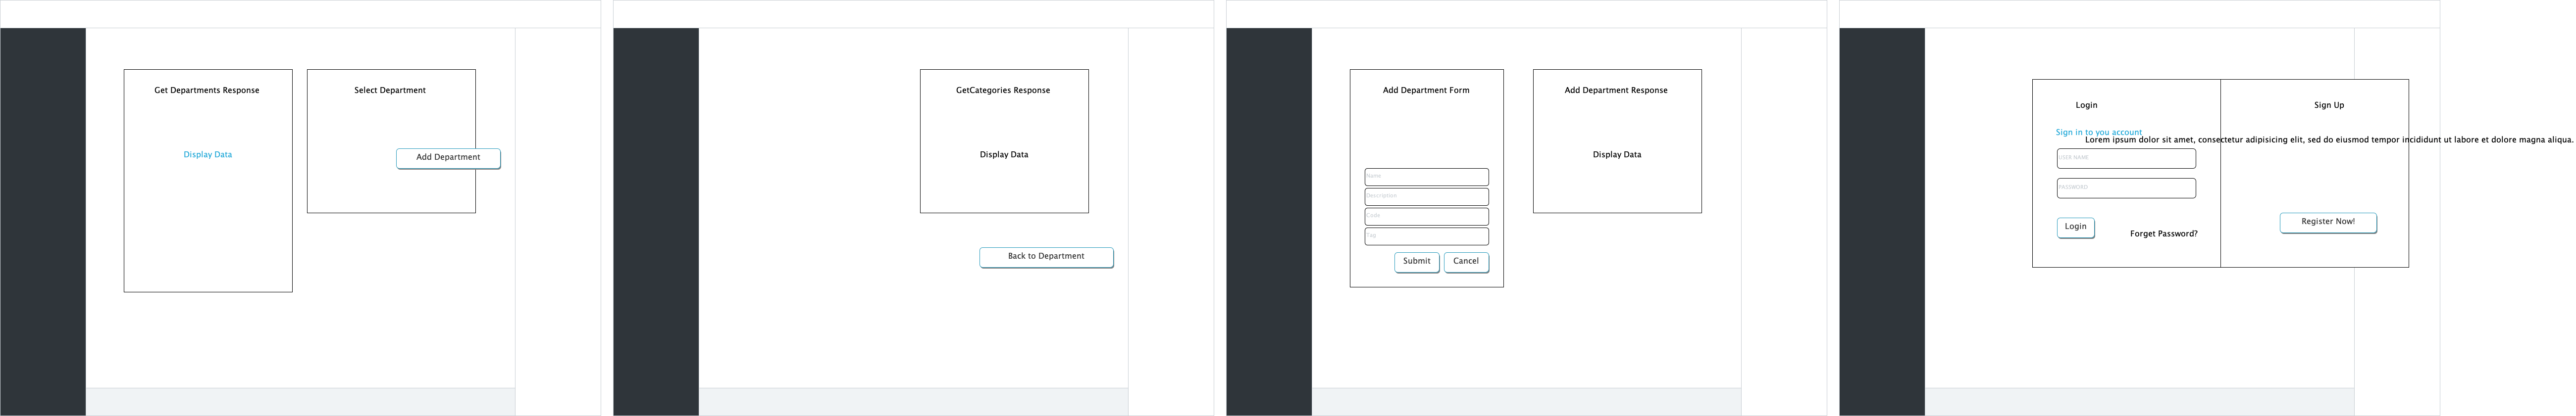 Get Departments Response
Select Department
Display Data
Add Department
GetCategories Response
Display Data
Back to Department
Add Department Form
Add Department Response
Display Data
Name
Description
Code
Tag
Submit
Cancel
Login
Sign Up
Sign in to you account
Lorem ipsum dolor sit amet, consectetur adipisicing elit, sed do eiusmod tempor incididunt ut labore et dolore magna aliqua.
USER NAME
PASSWORD
Login
Forget Password?
Register Now!